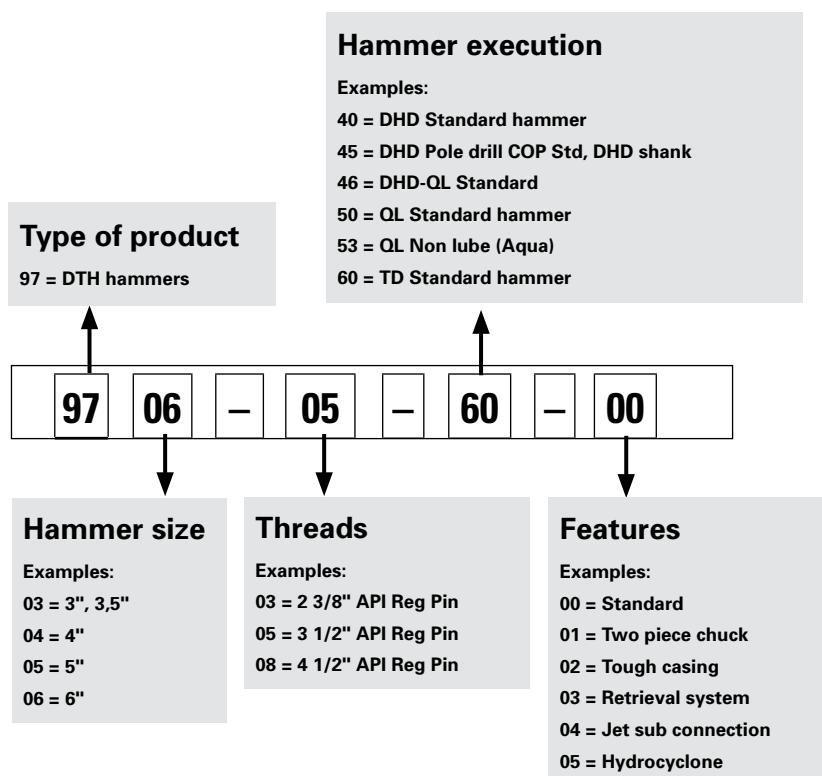 Hammer execution
Examples:
40 = DHD Standard hammer
45 = DHD Pole drill COP Std, DHD shank
46 = DHD-QL Standard
50 = QL Standard hammer
53 = QL Non lube (Aqua)
60 = TD Standard hammer
Type of product
97 = DTH hammers
97 06 – 05 – 60 – 00
Hammer size
Examples:
03 = 3", 3,5"
04 = 4"
05 = 5"
06 = 6"
Threads
Examples:
03 = 2 3/8" API Reg Pin
05 = 3 1/2" API Reg Pin
08 = 4 1/2" API Reg Pin
Features
Examples:
00 = Standard
01 = Two piece chuck
02 = Tough casing
03 = Retrieval system
04 = Jet sub connection
05 = Hydrocyclone